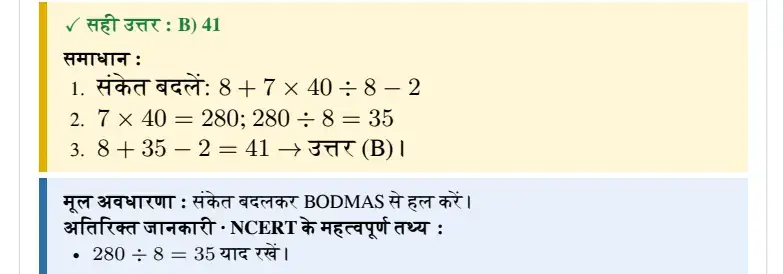 ✓ सही उत्तर : B) 41
समाधान :
1. संकेत बदलें: 8 + 7 × 40 ÷ 8 − 2
2. 7 × 40 = 280; 280 ÷ 8 = 35
3. 8 + 35 − 2 = 41 → उत्तर (B)।
मूल अवधारणा : संकेत बदलकर BODMAS से हल करें।
अतिरिक्त जानकारी · NCERT के महत्वपूर्ण तथ्य :
• 280 ÷ 8 = 35 याद रखें।